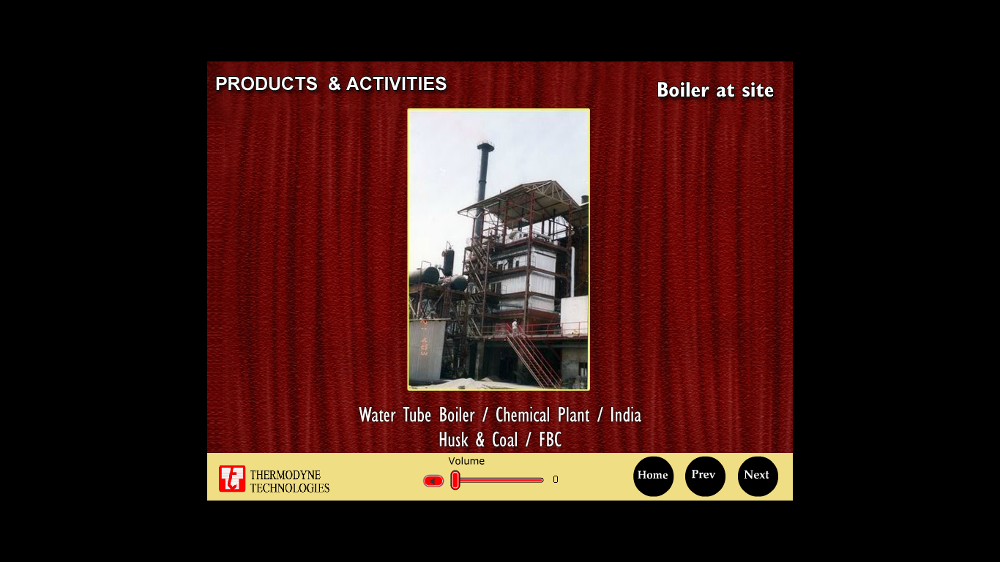 PRODUCTS & ACTIVITIES
Boiler at site
Water Tube Boiler / Chemical Plant / India
Husk & Coal / FBC
THERMODYNE
TECHNOLOGIES
Volume
0
Home
Prev
Next